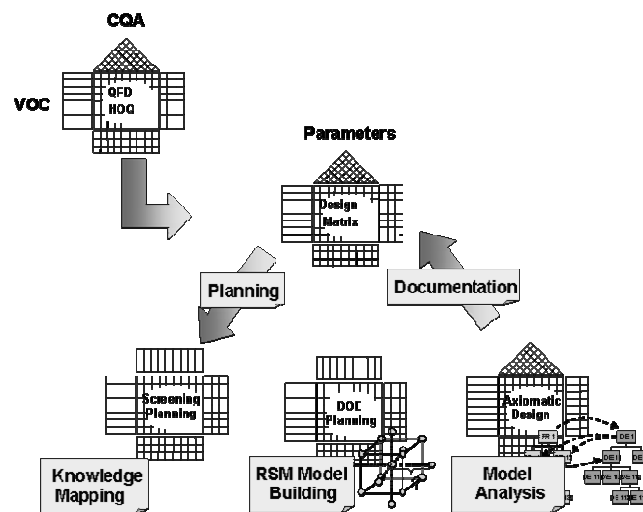 CQA
VOC
QFD
HOQ
Parameters
Design
Matrix
Planning
Documentation
Screening
Planning
DOE
Planning
Axiomatic
Design
FR 1
DE 1
Knowledge
Mapping
RSM Model
Building
Model
Analysis